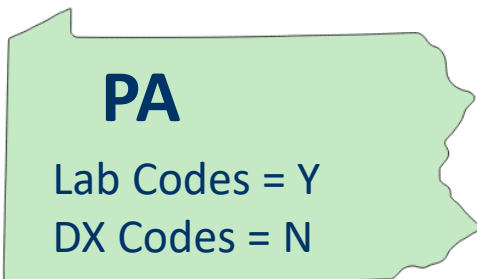 PA
Lab Codes = Y
DX Codes = N